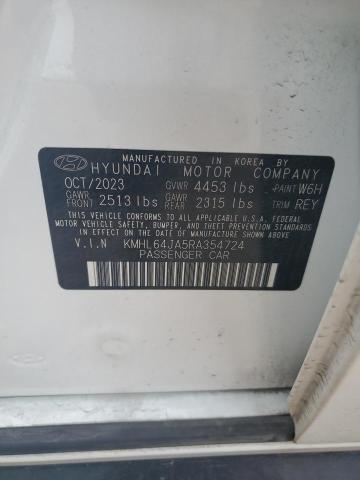 MANUFACTURED IN KOREA BY
HYUNDAI MOTOR COMPANY
OCT/2023 GVWR 4453 lbs PAINT W6H
GAWR FRONT 2513 lbs GAWR REAR 2315 lbs TRIM REY
THIS VEHICLE CONFORMS TO ALL APPLICABLE U.S.A. FEDERAL
MOTOR VEHICLE SAFETY, BUMPER, AND THEFT PREVENTION STANDARDS
IN EFFECT ON THE DATE OF MANUFACTURE SHOWN ABOVE.
V.I.N KMHL64JA5RA354724
PASSENGER CAR